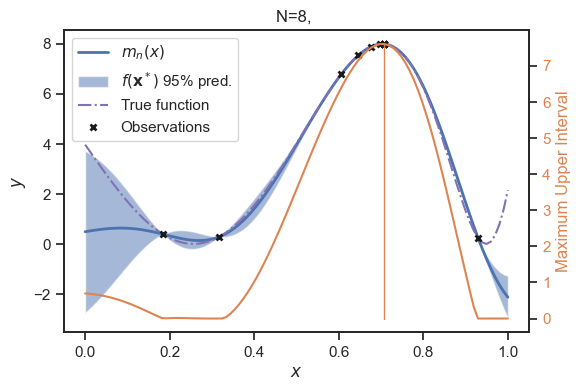 N=8,
8
6
4
2
0
−2
y
mₙ(x)
f(x*) 95% pred.
True function
Observations
7
6
5
4
3
2
1
0
Maximum Upper Interval
0.0 0.2 0.4 0.6 0.8 1.0
x